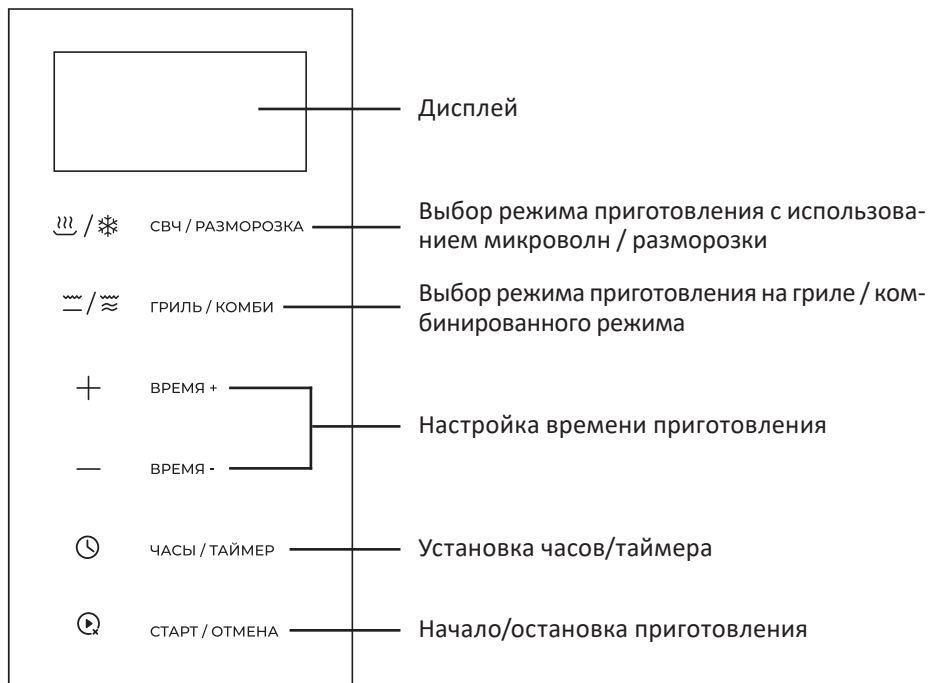 Дисплей
СВЧ / РАЗМОРОЗКА
Выбор режима приготовления с использова-
нием микроволн / разморозки
ГРИЛЬ / КОМБИ
Выбор режима приготовления на гриле / ком-
бинированного режима
ВРЕМЯ +
Настройка времени приготовления
ВРЕМЯ -
ЧАСЫ / ТАЙМЕР
Установка часов/таймера
СТАРТ / ОТМЕНА
Начало/остановка приготовления